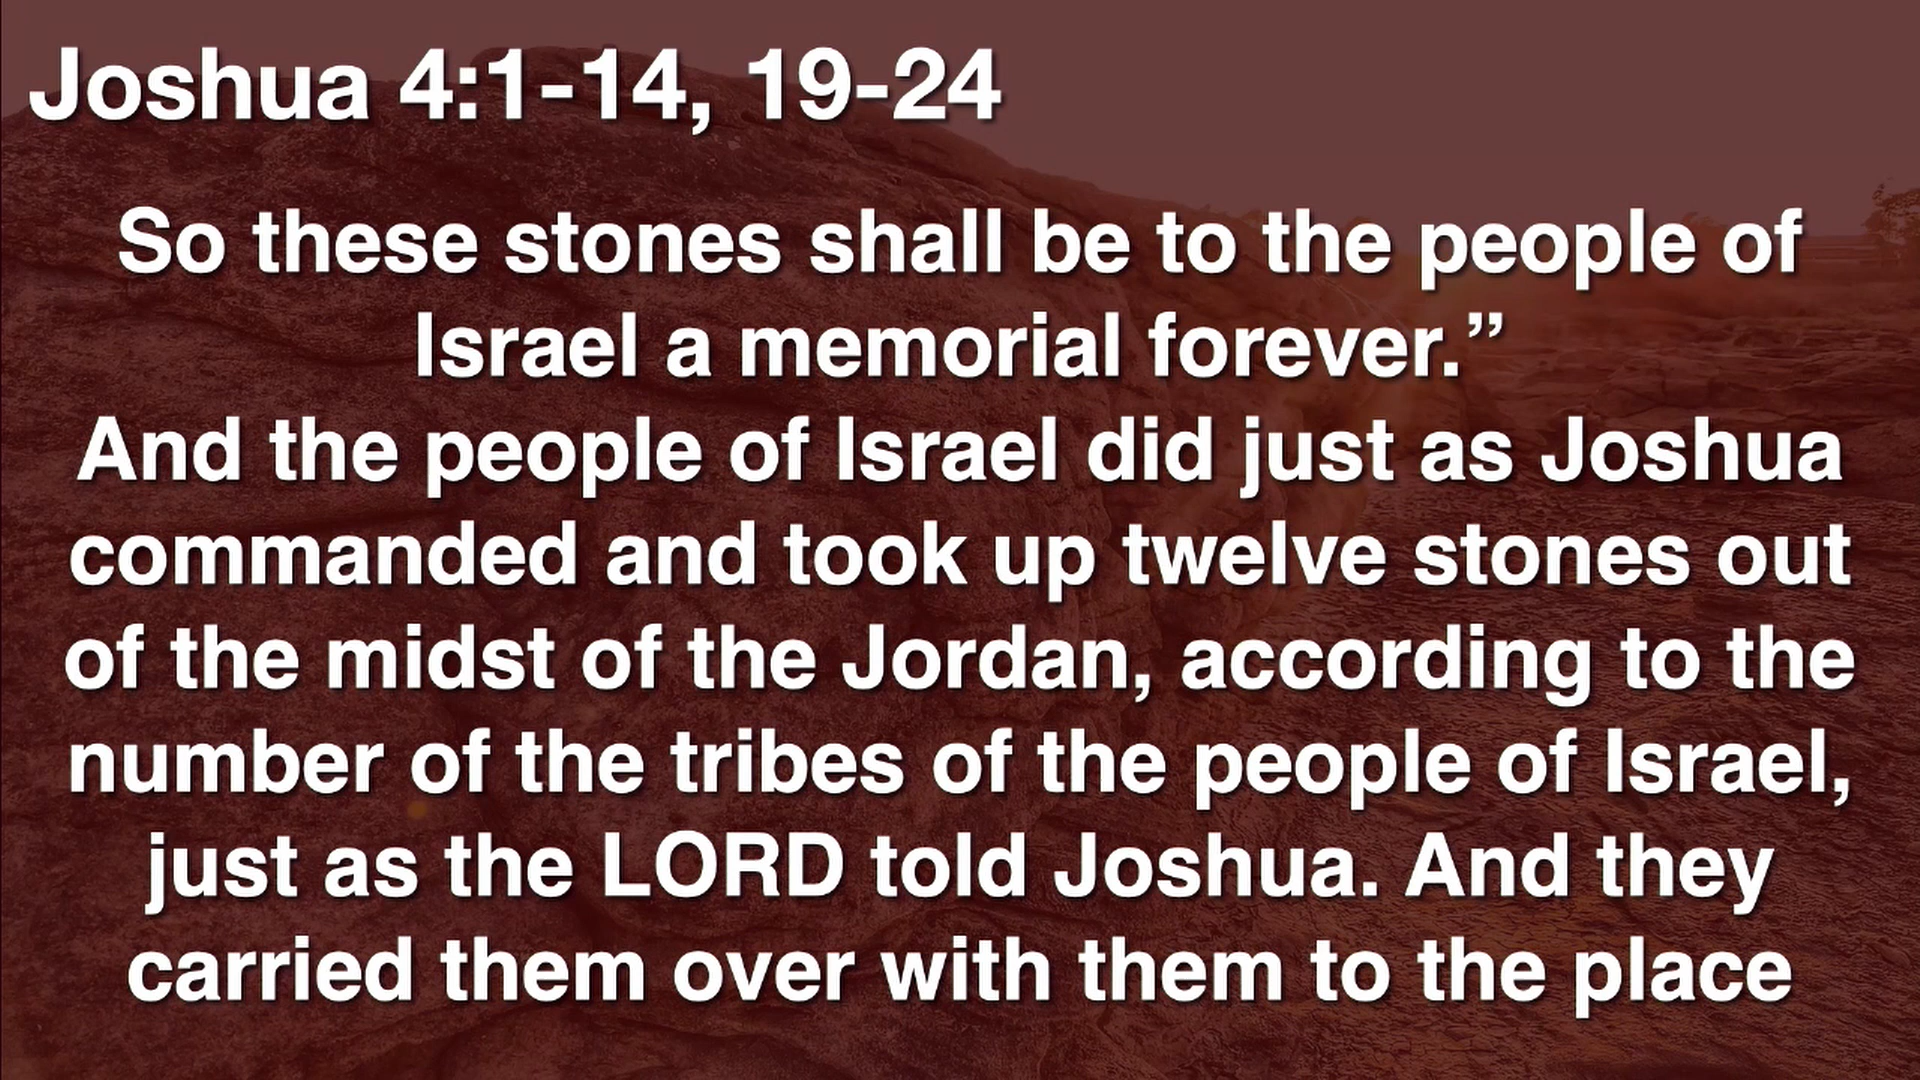 Joshua 4:1-14, 19-24
So these stones shall be to the people of
Israel a memorial forever.”
And the people of Israel did just as Joshua
commanded and took up twelve stones out
of the midst of the Jordan, according to the
number of the tribes of the people of Israel,
just as the LORD told Joshua. And they
carried them over with them to the place